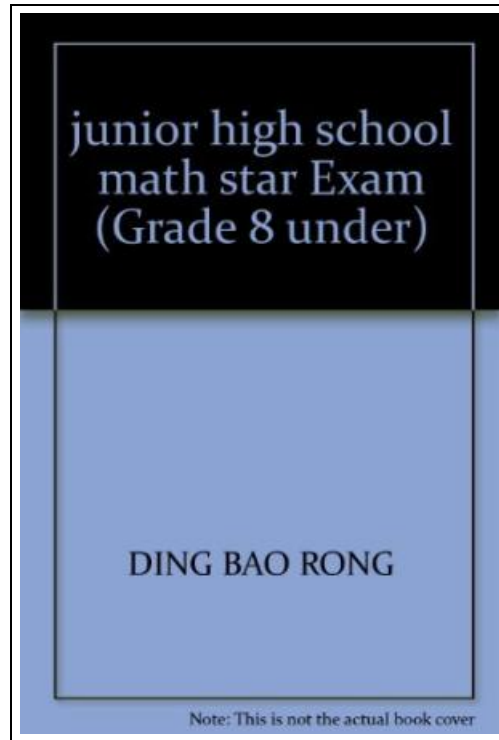 junior high school
math star Exam
(Grade 8 under)
DING BAO RONG
Note: This is not the actual book cover